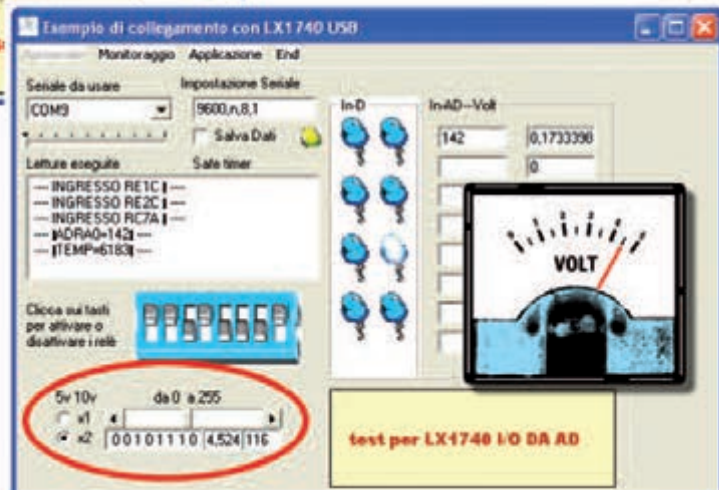 Esempio di collegamento con LX1740 USB
Monitoraggio Applicazione End
Seriale da usare
Impostazione Seriale
COM9
9600,n,8,1
Salva Dati
Letture eseguite
Safe timer
--- INGRESSO RE1C ---
--- INGRESSO RE2C ---
--- INGRESSO RC7A ---
--- ADRA0=142 ---
--- TEMP=6183 ---
In-D
In-AD--Volt
142
0,1733398
0
VOLT
Clicca sui tasti
per attivare o
disattivare i relè
5v 10v
da 0 a 255
x1
x2
00101110
4,524
116
test per LX1740 I/O DA AD